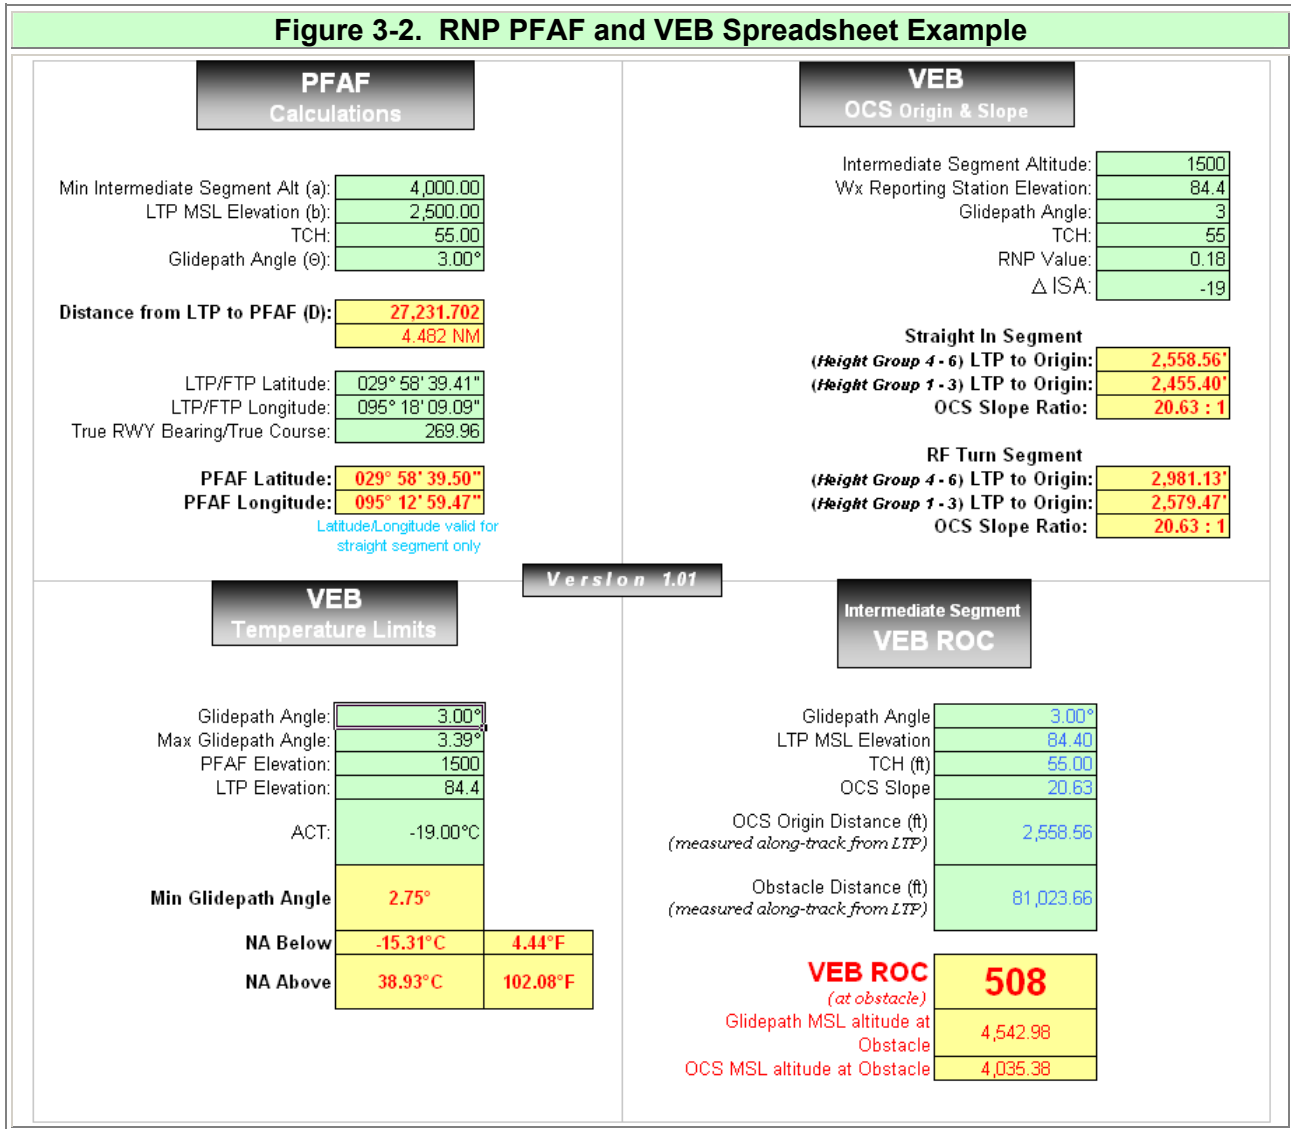 Figure 3-2. RNP PFAF and VEB Spreadsheet Example
PFAF
Calculations
Min Intermediate Segment Alt (a): 4,000.00
LTP MSL Elevation (b): 2,500.00
TCH: 55.00
Glidepath Angle (Θ): 3.00°
Distance from LTP to PFAF (D): 27,231.702
4.482 NM
LTP/FTP Latitude: 029° 58' 39.41"
LTP/FTP Longitude: 095° 18' 09.09"
True RWY Bearing/True Course: 269.96
PFAF Latitude: 029° 58' 39.50"
PFAF Longitude: 095° 12' 59.47"
Latitude/Longitude valid for
straight segment only
VEB
OCS Origin & Slope
Intermediate Segment Altitude: 1500
Wx Reporting Station Elevation: 84.4
Glidepath Angle: 3
TCH: 55
RNP Value: 0.18
Δ ISA: -19
Straight In Segment
(Height Group 4 - 6) LTP to Origin: 2,558.56'
(Height Group 1 - 3) LTP to Origin: 2,455.40'
OCS Slope Ratio: 20.63 : 1
RF Turn Segment
(Height Group 4 - 6) LTP to Origin: 2,981.13'
(Height Group 1 - 3) LTP to Origin: 2,579.47'
OCS Slope Ratio: 20.63 : 1
Version 1.01
VEB
Temperature Limits
Glidepath Angle: 3.00°
Max Glidepath Angle: 3.39°
PFAF Elevation: 1500
LTP Elevation: 84.4
ACT: -19.00°C
Min Glidepath Angle 2.75°
NA Below -15.31°C 4.44°F
NA Above 38.93°C 102.08°F
Intermediate Segment
VEB ROC
Glidepath Angle 3.00°
LTP MSL Elevation 84.40
TCH (ft) 55.00
OCS Slope 20.63
OCS Origin Distance (ft)
(measured along-track from LTP) 2,558.56
Obstacle Distance (ft)
(measured along-track from LTP) 81,023.66
VEB ROC
(at obstacle) 508
Glidepath MSL altitude at
Obstacle 4,542.98
OCS MSL altitude at Obstacle 4,035.38